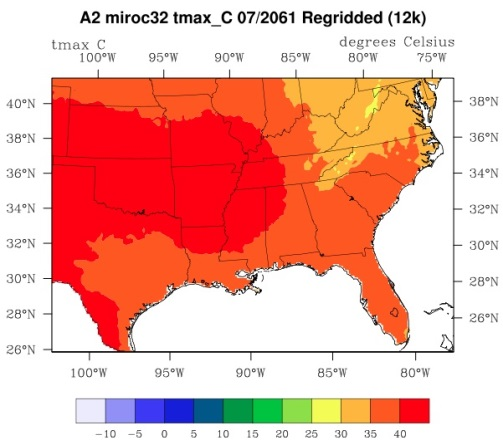 A2 miroc32 tmax_C 07/2061 Regridded (12k)
tmax C degrees Celsius
100°W 95°W 90°W 85°W 80°W 75°W
40°N 38°N
38°N 36°N
36°N 34°N
34°N 32°N
32°N 30°N
30°N 28°N
28°N 26°N
26°N
100°W 95°W 90°W 85°W 80°W
-10 -5 0 5 10 15 20 25 30 35 40